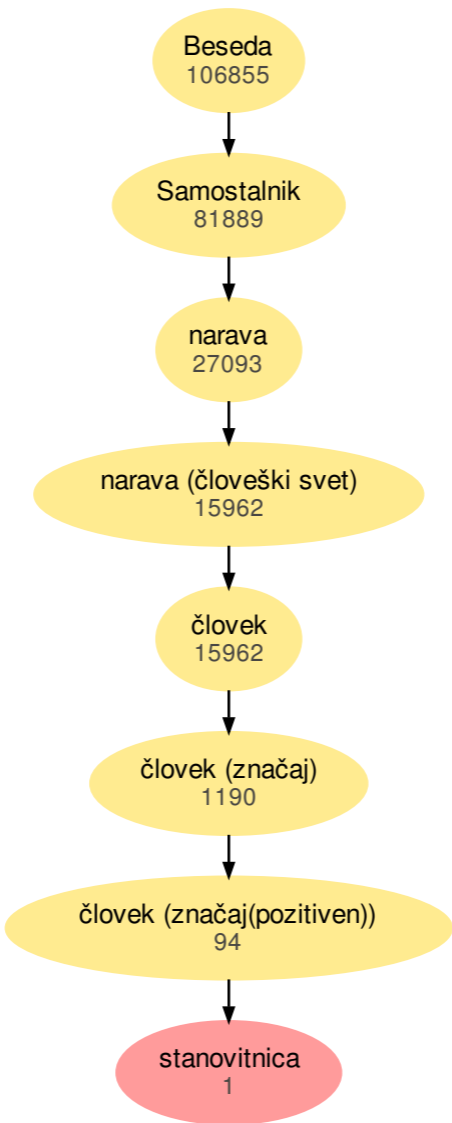 Beseda
106855
Samostalnik
81889
narava
27093
narava (človeški svet)
15962
človek
15962
človek (značaj)
1190
človek (značaj(pozitiven))
94
stanovitnica
1